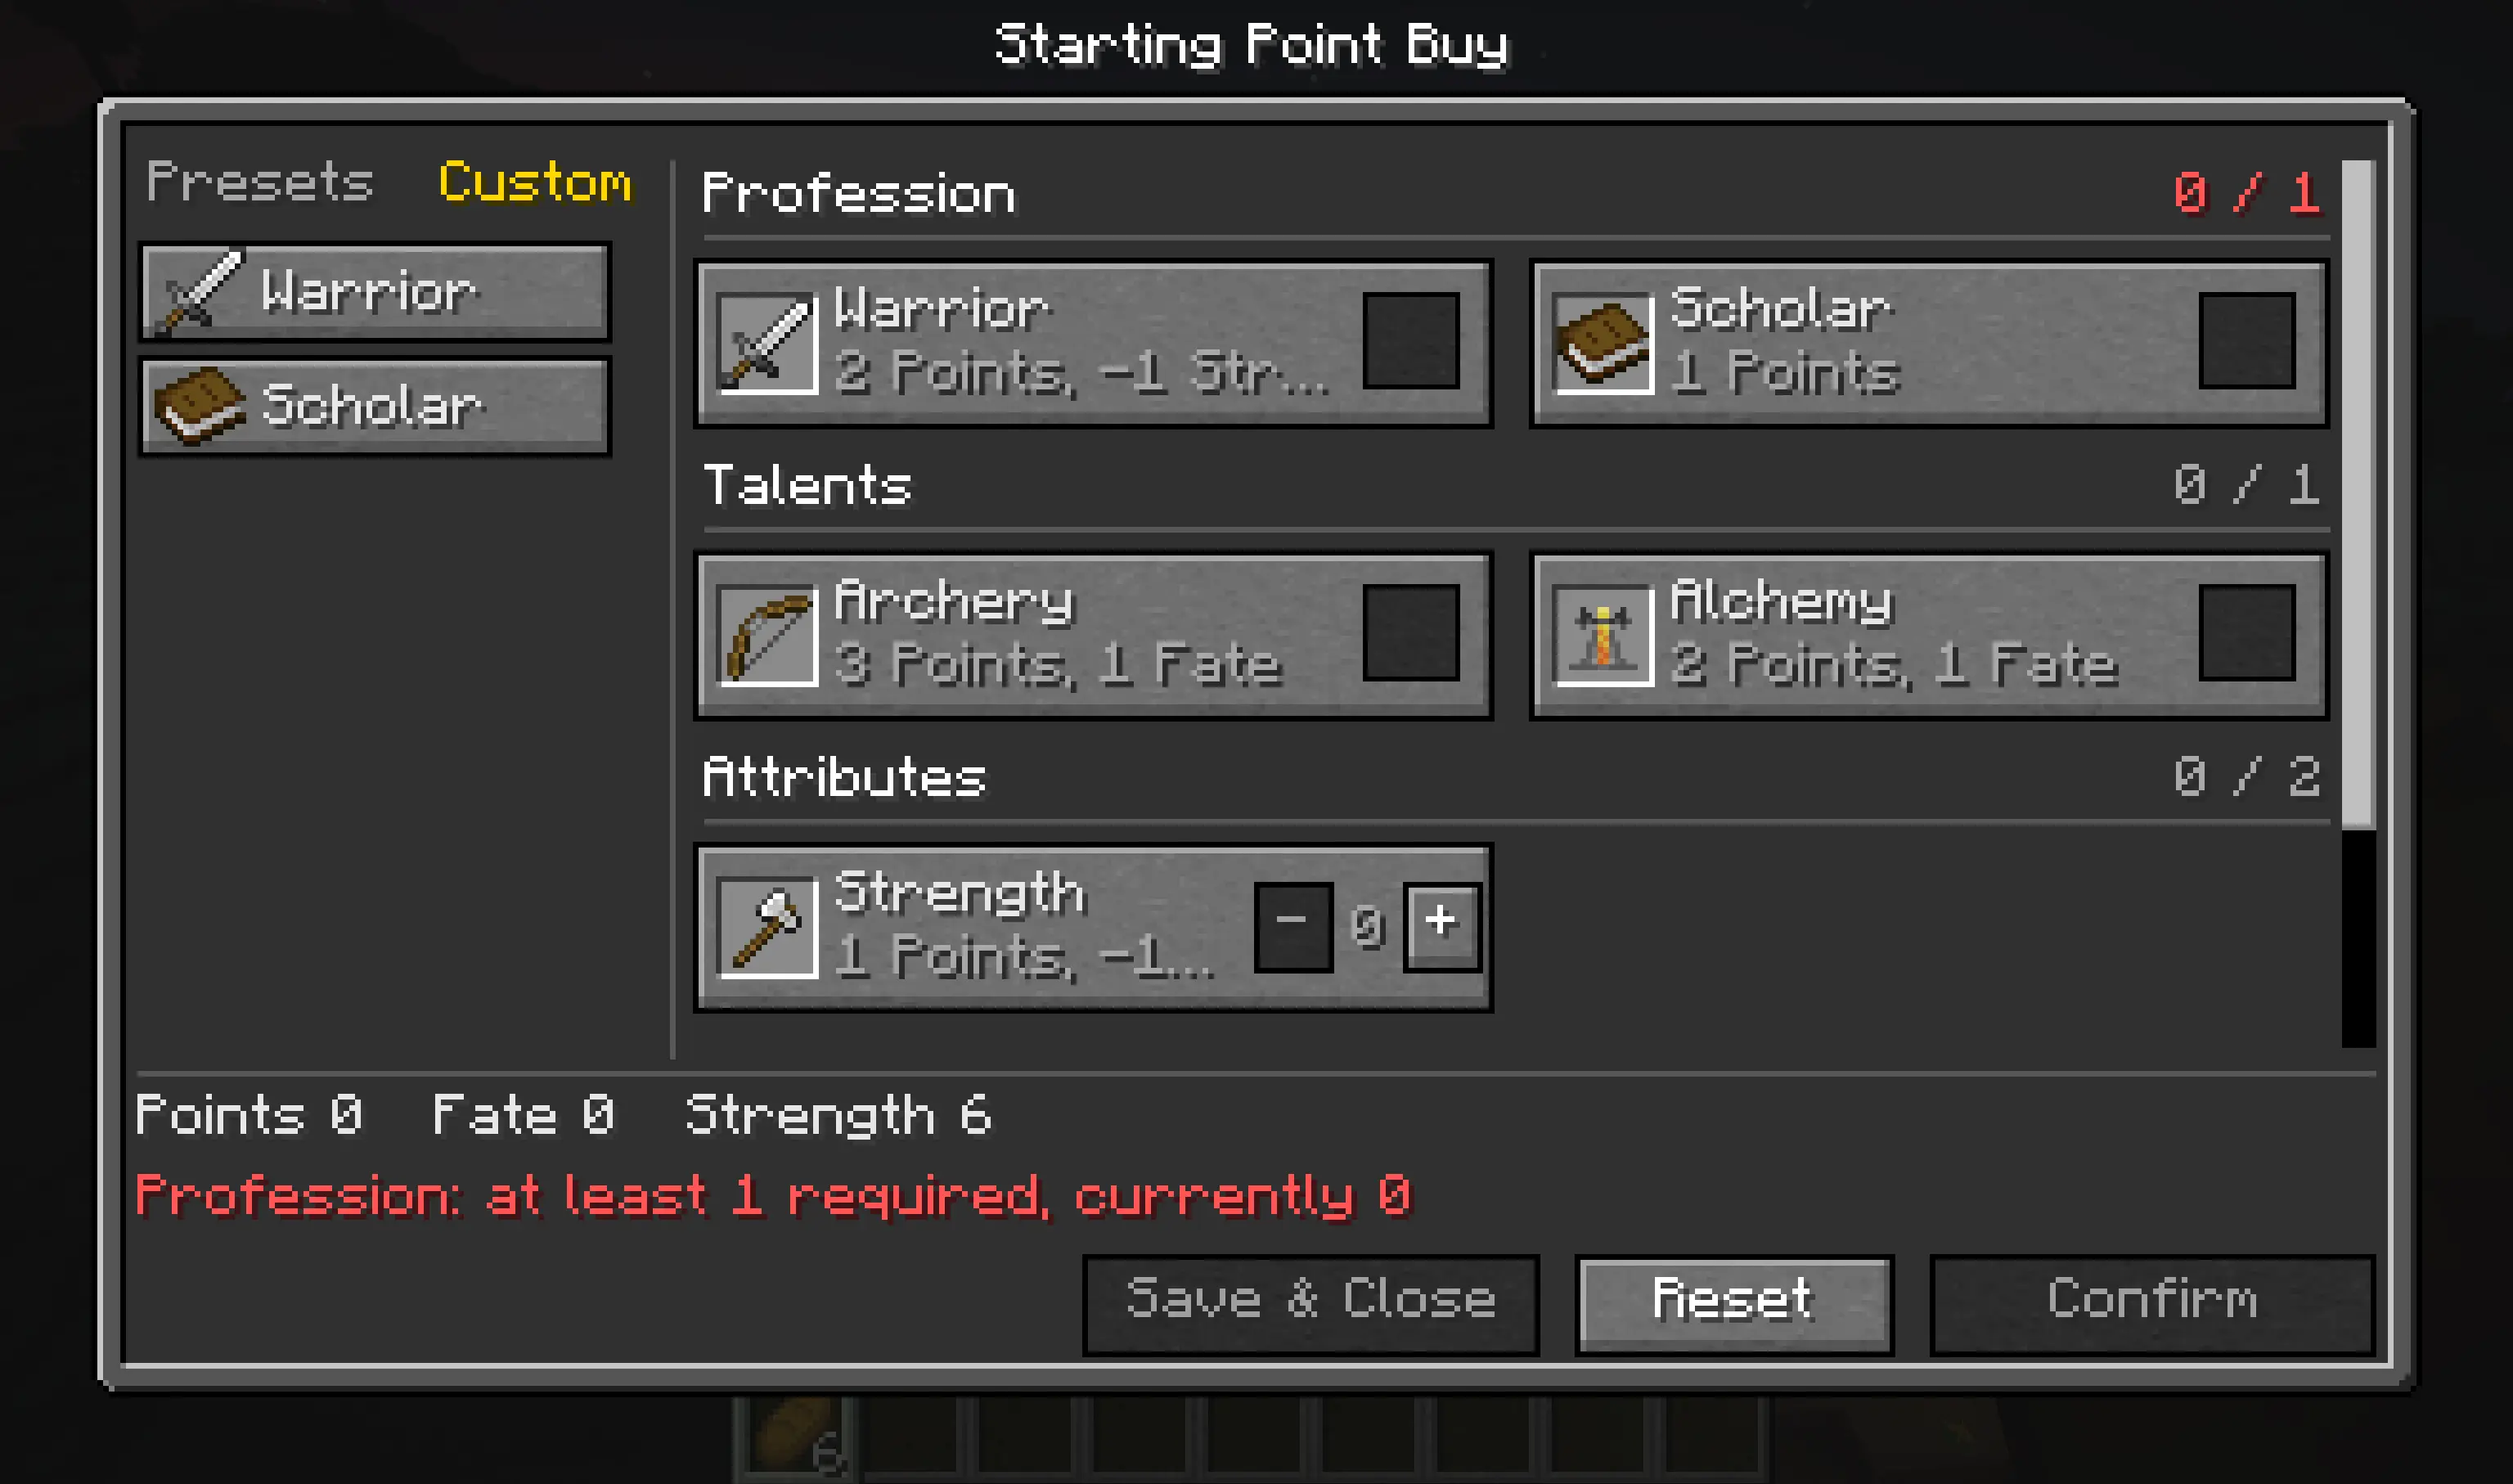 Starting Point Buy
Presets Custom
Warrior
Scholar
Profession 0 / 1
Warrior
2 Points, -1 Str...
Scholar
1 Points
Talents 0 / 1
Archery
3 Points, 1 Fate
Alchemy
2 Points, 1 Fate
Attributes 0 / 2
Strength
1 Points, -1...
- 0 +
Points 0 Fate 0 Strength 6
Profession: at least 1 required, currently 0
Save & Close Reset Confirm
6